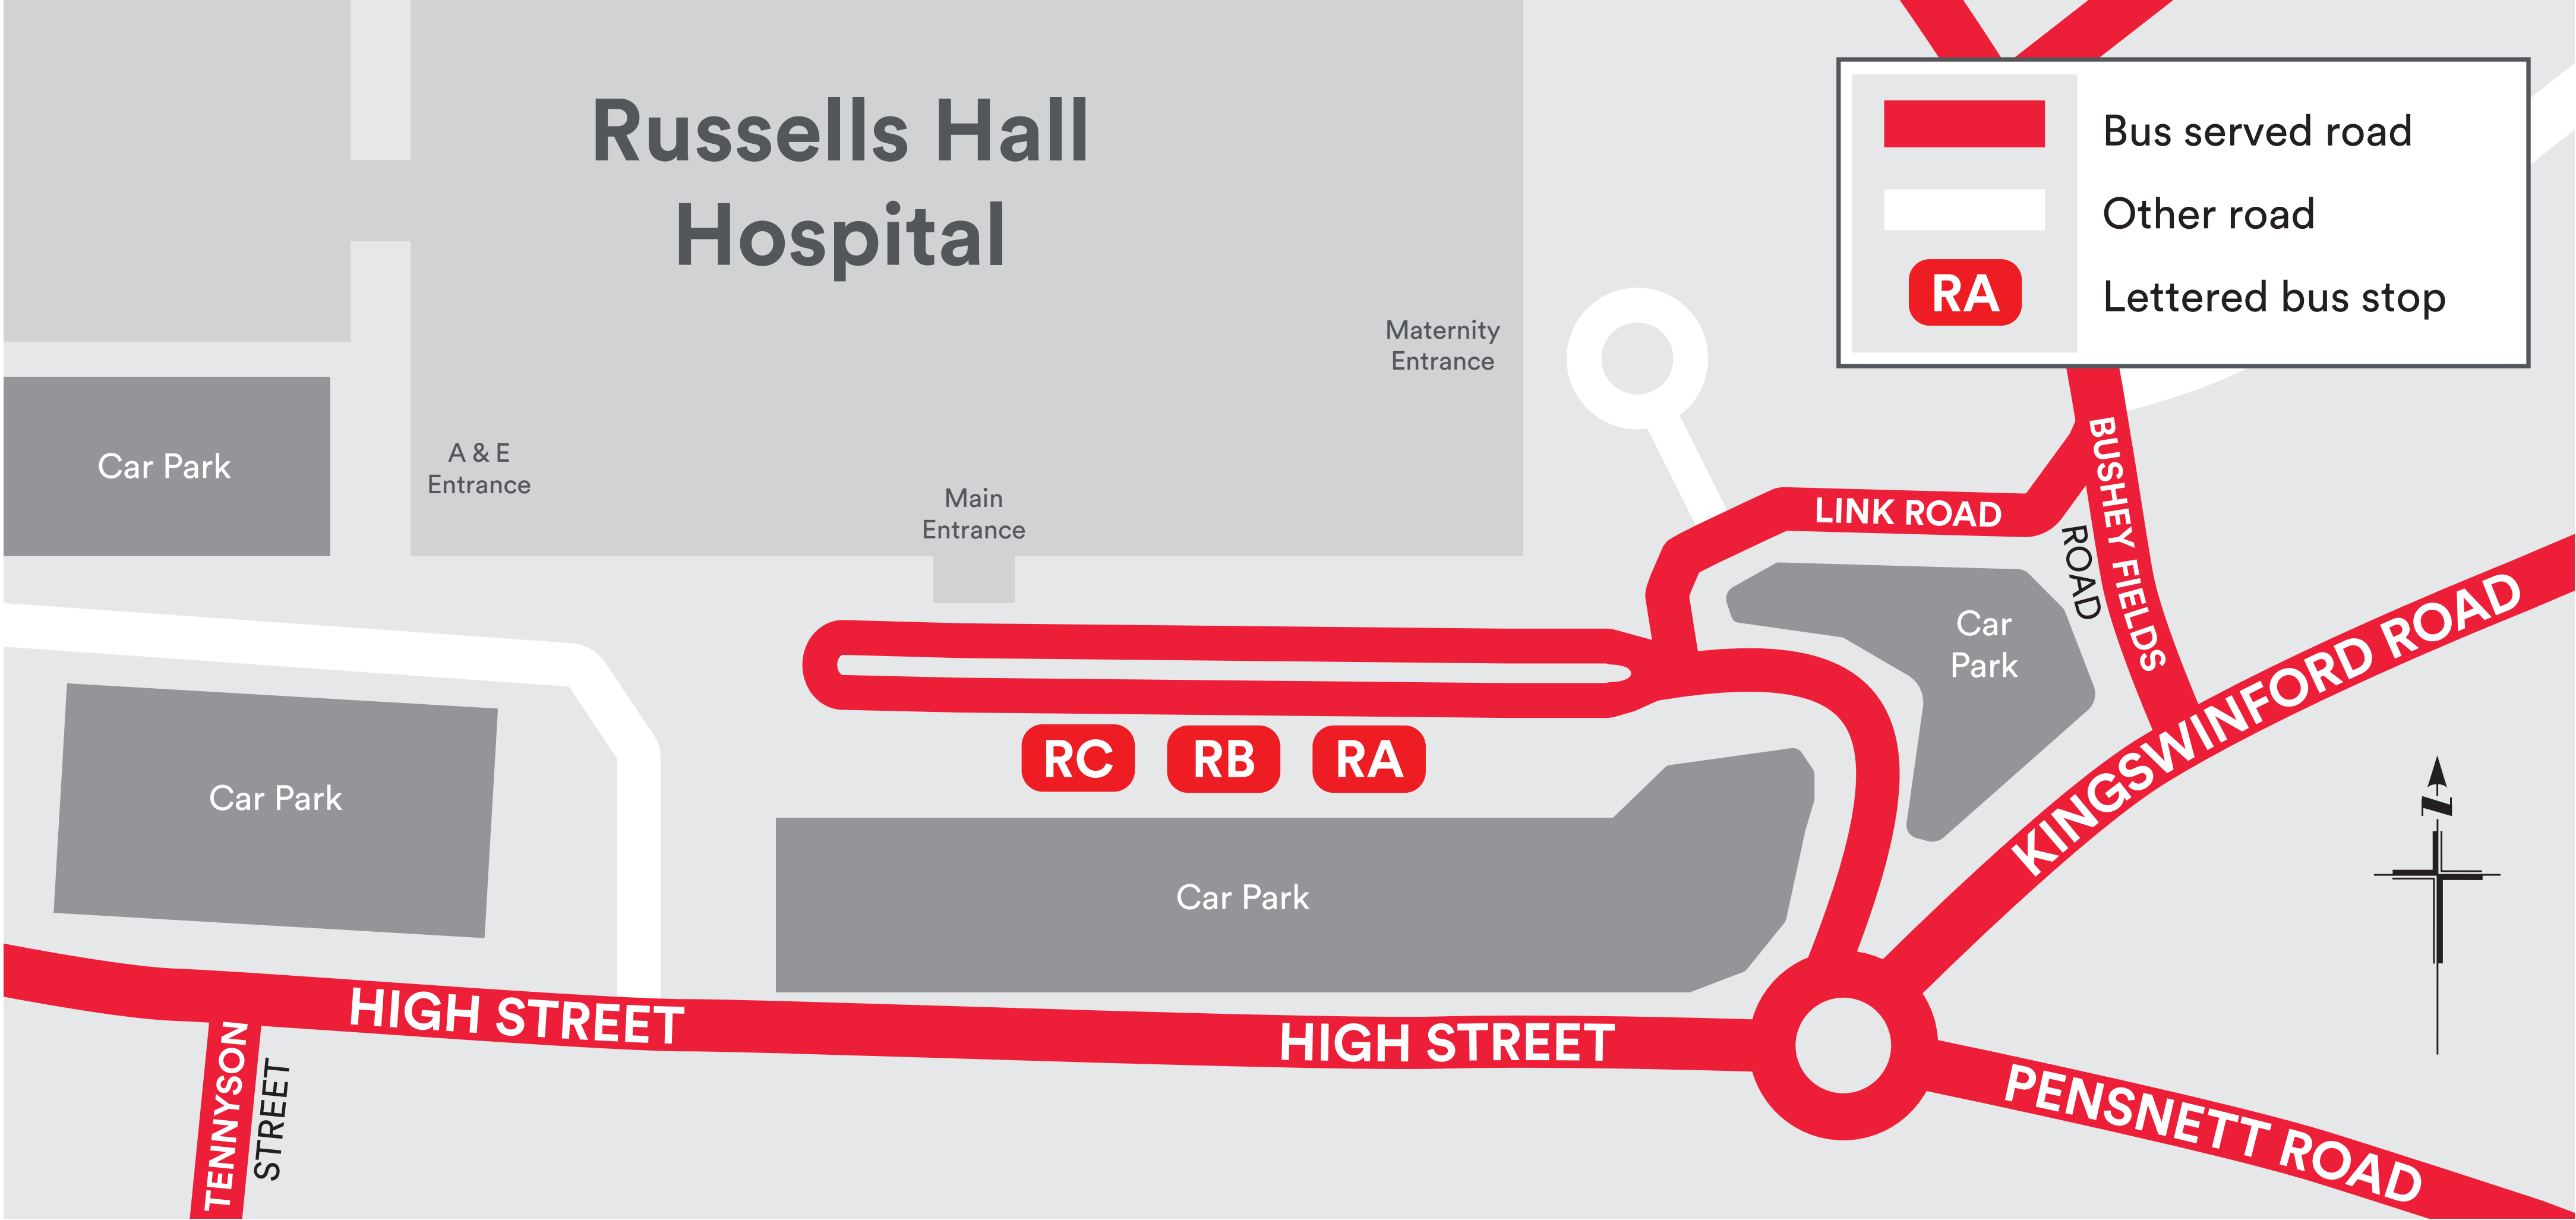 Russells Hall
Hospital
Bus served road
Other road
RA
Lettered bus stop
Maternity
Entrance
Car Park
A & E
Entrance
Main
Entrance
LINK ROAD
BUSHEY FIELDS
ROAD
Car
Park
KINGSWINFORD ROAD
RC
RB
RA
Car Park
Car Park
N
HIGH STREET
HIGH STREET
TENNYSON
STREET
PENSNETT ROAD